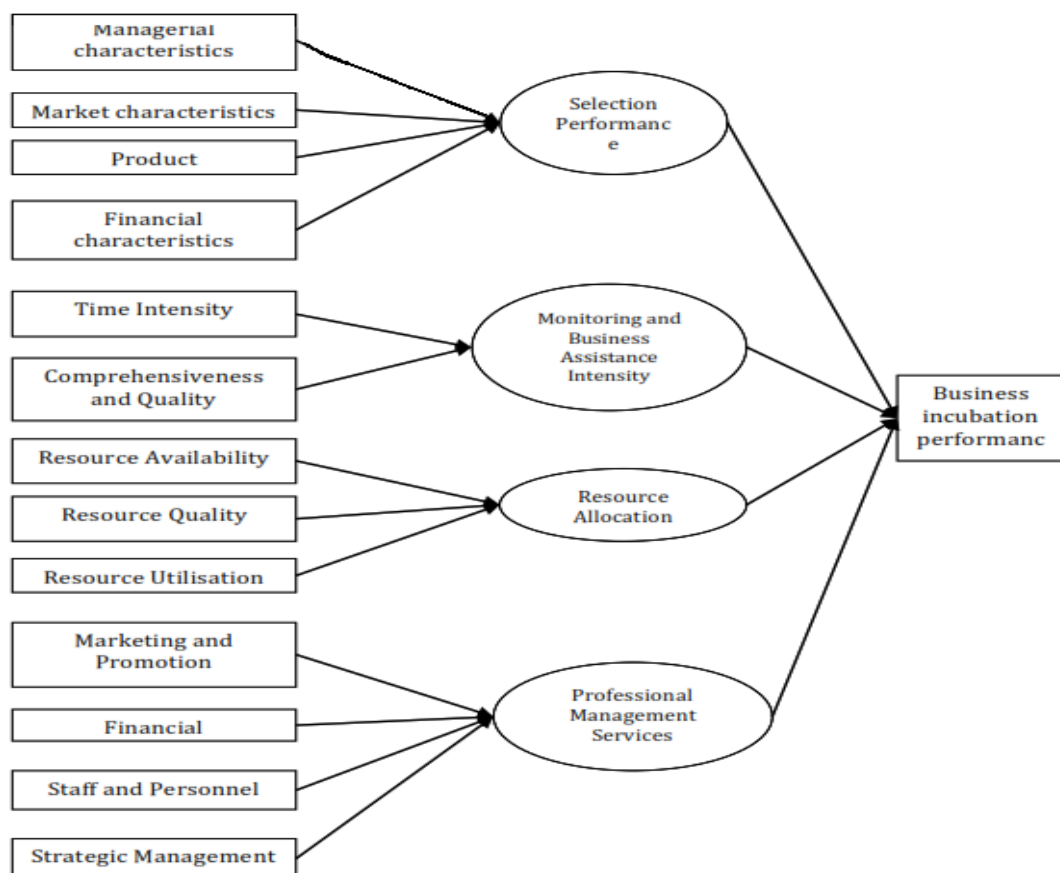 Managerial
characteristics
Market characteristics
Product
Financial
characteristics
Time Intensity
Comprehensiveness
and Quality
Resource Availability
Resource Quality
Resource Utilisation
Marketing and
Promotion
Financial
Staff and Personnel
Strategic Management
Selection
Performanc
e
Monitoring and
Business
Assistance
Intensity
Resource
Allocation
Professional
Management
Services
Business
incubation
performanc